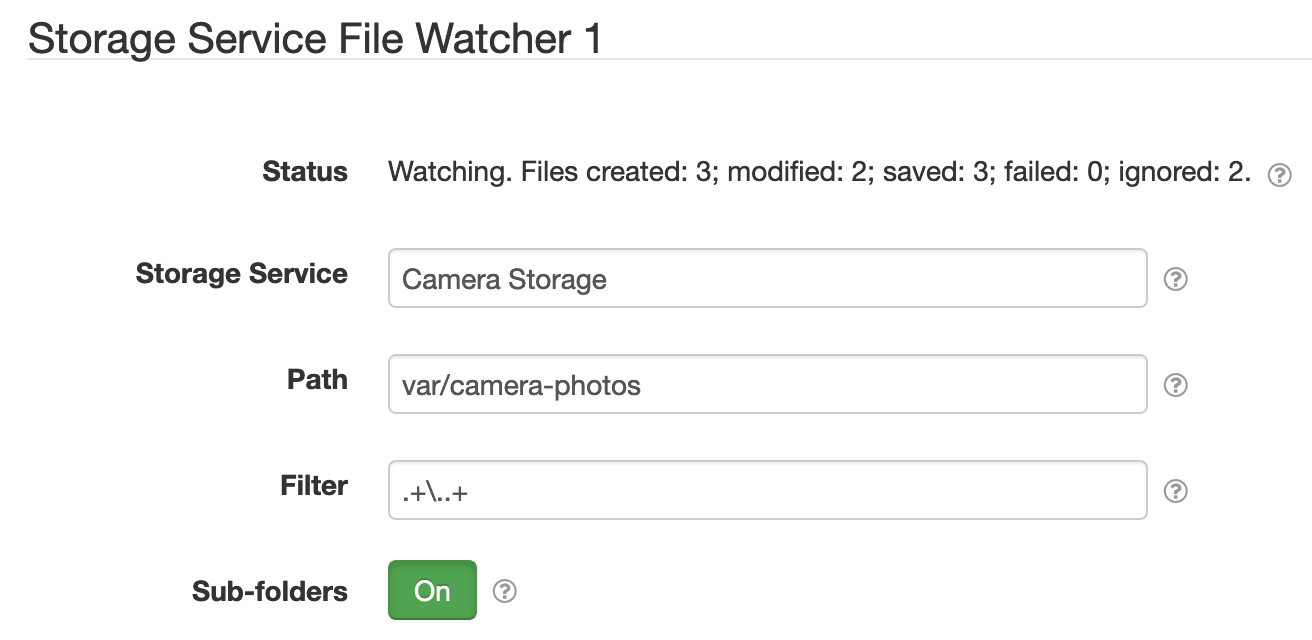 Storage Service File Watcher 1
Status Watching. Files created: 3; modified: 2; saved: 3; failed: 0; ignored: 2. ?
Storage Service Camera Storage ?
Path var/camera-photos ?
Filter .+\..+ ?
Sub-folders On ?